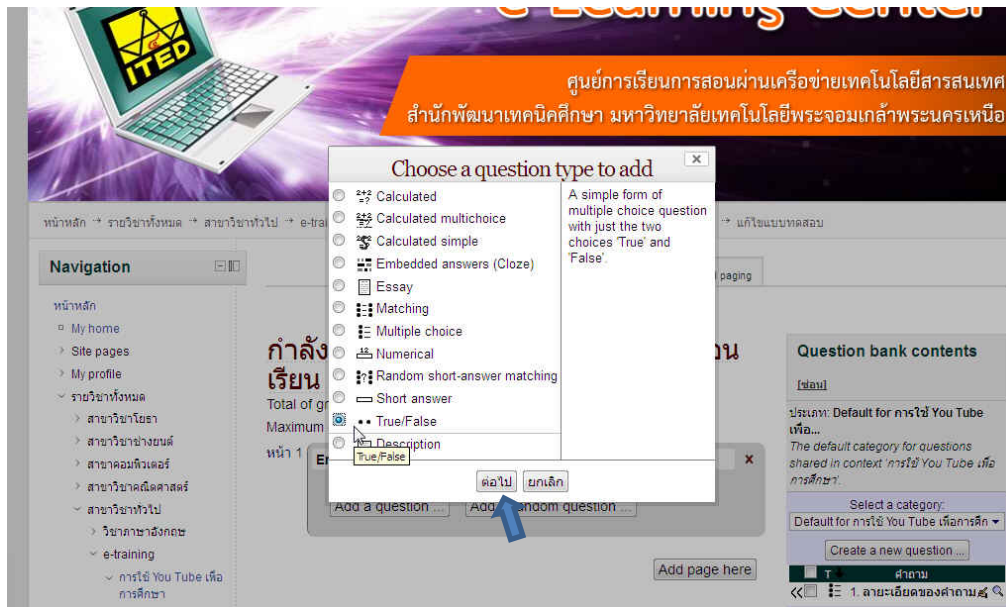 e-Learning Center
ITED
ศูนย์การเรียนการสอนผ่านเครือข่ายเทคโนโลยีสารสนเทศ
สำนักพัฒนาเทคนิคศึกษา มหาวิทยาลัยเทคโนโลยีพระจอมเกล้าพระนครเหนือ
หน้าหลัก → รายวิชาทั้งหมด → สาขาวิชาทั่วไป → e-trai
→ แก้ไขแบบทดสอบ
Choose a question type to add
x
Calculated
Calculated multichoice
Calculated simple
Embedded answers (Cloze)
Essay
Matching
Multiple choice
Numerical
Random short-answer matching
Short answer
True/False
Description
True/False
A simple form of
multiple choice question
with just the two
choices 'True' and
'False'.
ต่อไป
ยกเลิก
Navigation
หน้าหลัก
My home
Site pages
My profile
รายวิชาทั้งหมด
สาขาวิชาโยธา
สาขาวิชาช่างยนต์
สาขาคอมพิวเตอร์
สาขาวิชาคณิตศาสตร์
สาขาวิชาทั่วไป
วิชาภาษาอังกฤษ
e-training
การใช้ You Tube เพื่อ
การศึกษา
paging
กำลัง
อน
เรียน
Total of gr
Maximum
หน้า 1
x
Add a question ...
Add a random question ...
Add page here
Question bank contents
[ซ่อน]
ประเภท: Default for การใช้ You Tube
เพื่อ...
The default category for questions
shared in context 'การใช้ You Tube เพื่อ
การศึกษา'.
Select a category:
Default for การใช้ You Tube เพื่อการศึก
Create a new question ...
T คำถาม
1. ลายะเอียดของคำถาม